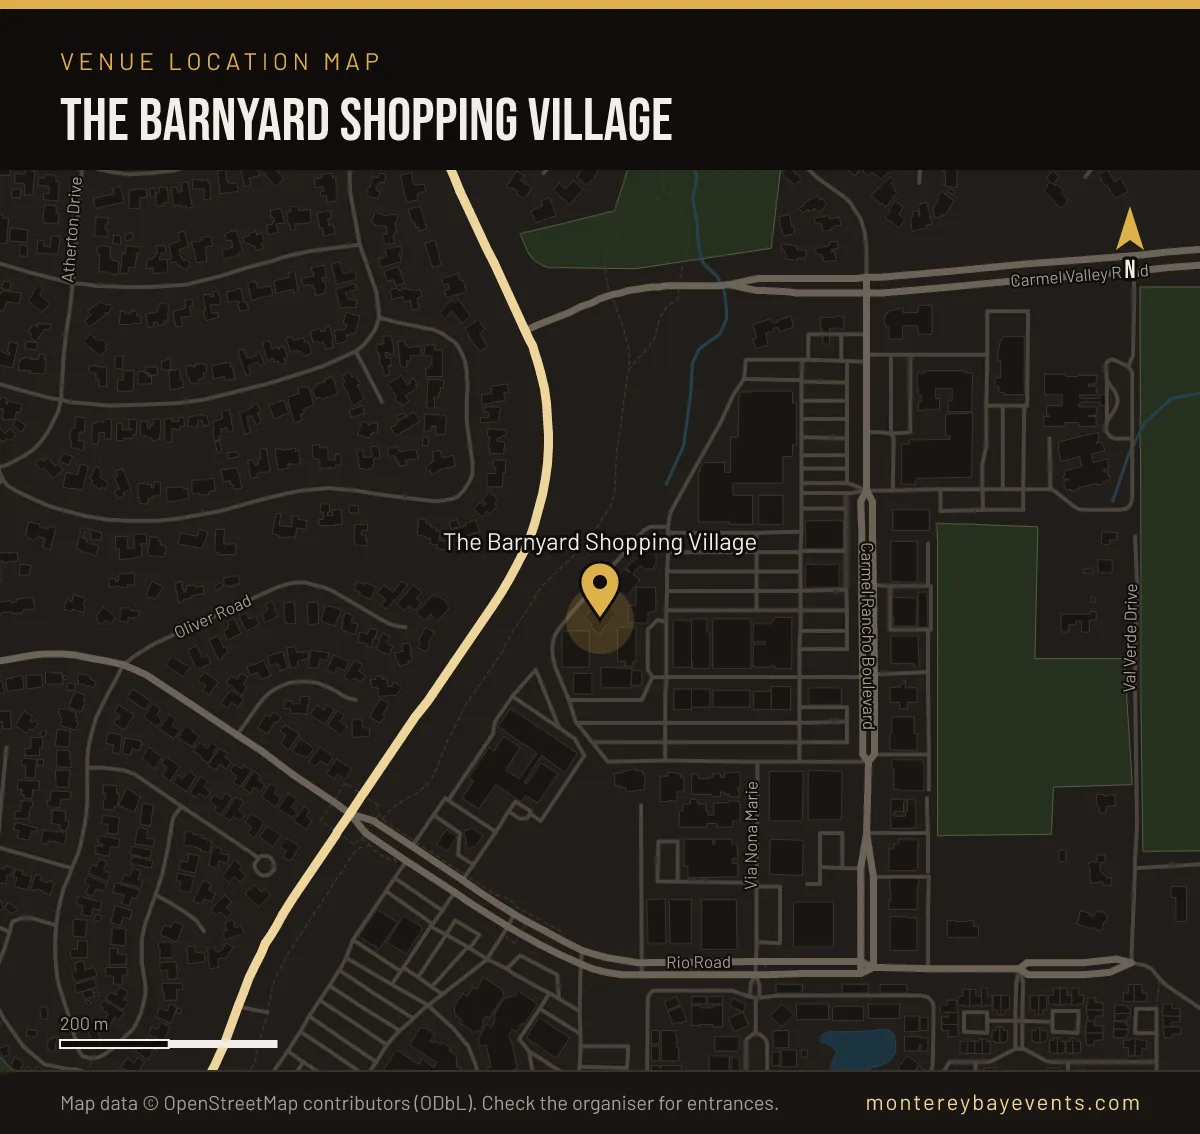 VENUE LOCATION MAP
THE BARNYARD SHOPPING VILLAGE
Atherton Drive
Carmel Valley R d
N
The Barnyard Shopping Village
Oliver Road
Carmel Rancho Boulevard
Val Verde Drive
Via Nona Marie
Rio Road
200 m
Map data © OpenStreetMap contributors (ODbL). Check the organiser for entrances.
montereybayevents.com